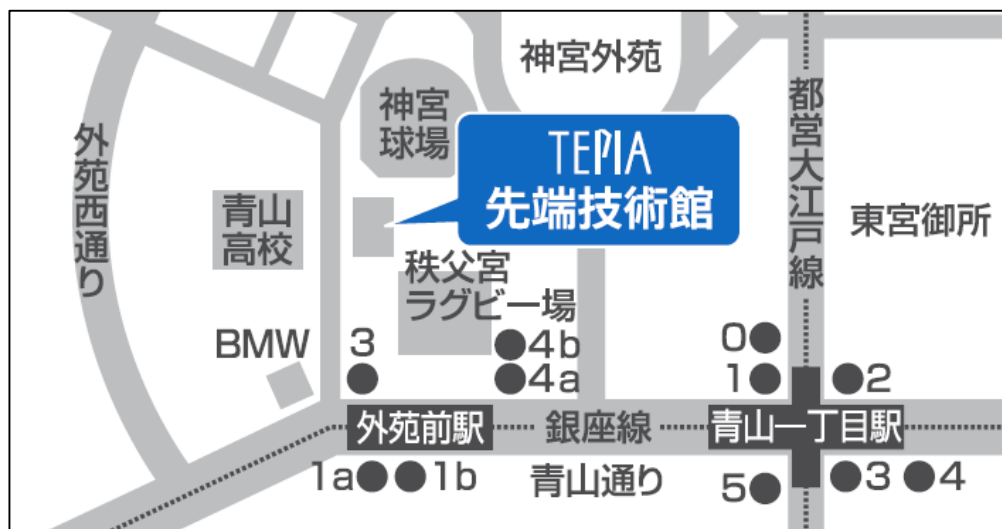 神宮外苑
神宮
球場
TEPIA
先端技術館
都営大江戸線
外苑西通り
青山
高校
東宮御所
秩父宮
ラグビー場
BMW
3
4b
4a
0
1
2
外苑前駅
銀座線
青山一丁目駅
1a
1b
青山通り
5
3
4